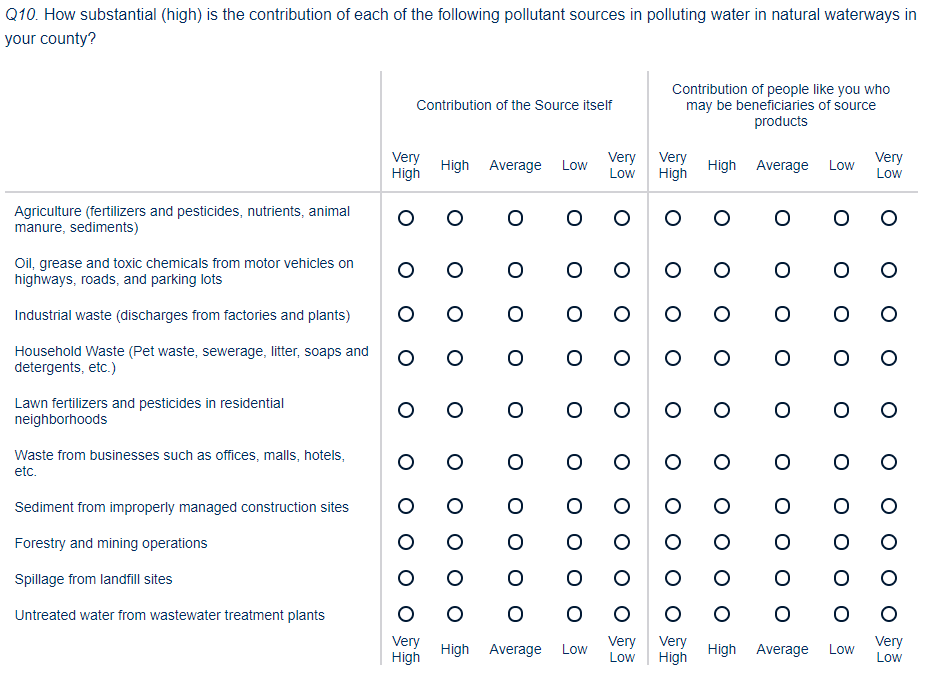 Q10. How substantial (high) is the contribution of each of the following pollutant sources in polluting water in natural waterways in
your county?
Contribution of the Source itself
Contribution of people like you who
may be beneficiaries of source
products
Very High High Average Low Very Low Very High High Average Low Very Low
Agriculture (fertilizers and pesticides, nutrients, animal
manure, sediments)
Oil, grease and toxic chemicals from motor vehicles on
highways, roads, and parking lots
Industrial waste (discharges from factories and plants)
Household Waste (Pet waste, sewerage, litter, soaps and
detergents, etc.)
Lawn fertilizers and pesticides in residential
neighborhoods
Waste from businesses such as offices, malls, hotels,
etc.
Sediment from improperly managed construction sites
Forestry and mining operations
Spillage from landfill sites
Untreated water from wastewater treatment plants
Very High High Average Low Very Low Very High High Average Low Very Low